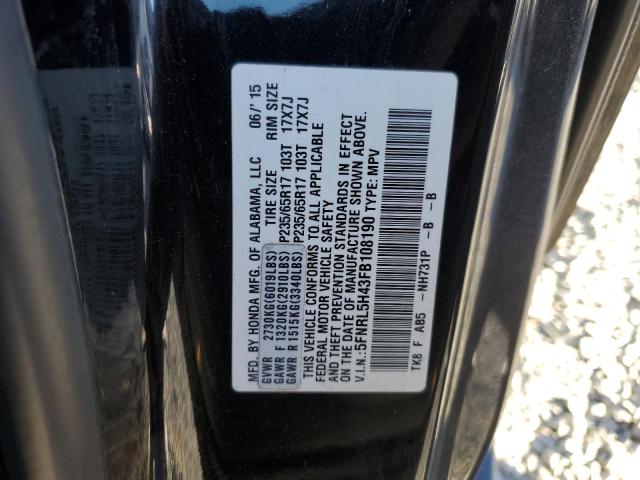 MFD. BY HONDA MFG. OF ALABAMA, LLC 06/'15
GVWR 2730KG(6019LBS) TIRE SIZE RIM SIZE
GAWR F 1320KG(2910LBS) P235/65R17 103T 17X7J
GAWR R 1515KG(3340LBS) P235/65R17 103T 17X7J
THIS VEHICLE CONFORMS TO ALL APPLICABLE
FEDERAL MOTOR VEHICLE SAFETY
AND THEFT PREVENTION STANDARDS IN EFFECT
ON THE DATE OF MANUFACTURE SHOWN ABOVE.
V.I.N.:5FNRL5H43FB108190 TYPE: MPV
TK8 F AB5 -NH731P -B -B